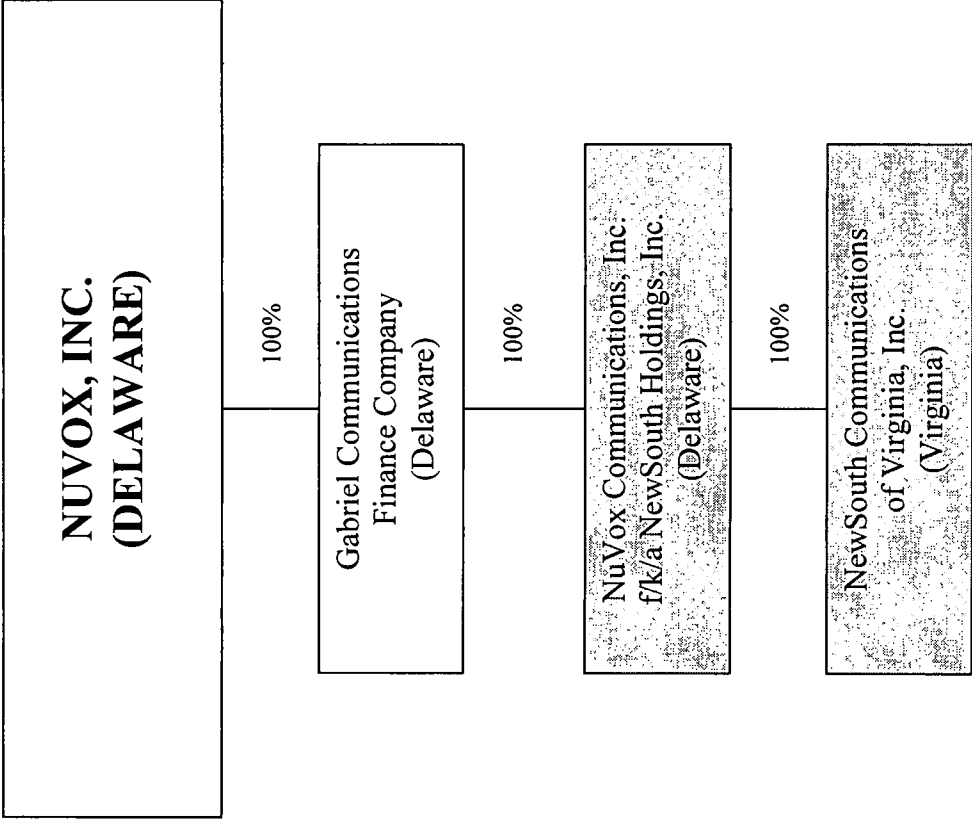 NUVOX, INC.
(DELAWARE)
100%
Gabriel Communications
Finance Company
(Delaware)
100%
NuVox Communications, Inc.
f/k/a NewSouth Holdings, Inc.
(Delaware)
100%
NewSouth Communications
of Virginia, Inc.
(Virginia)